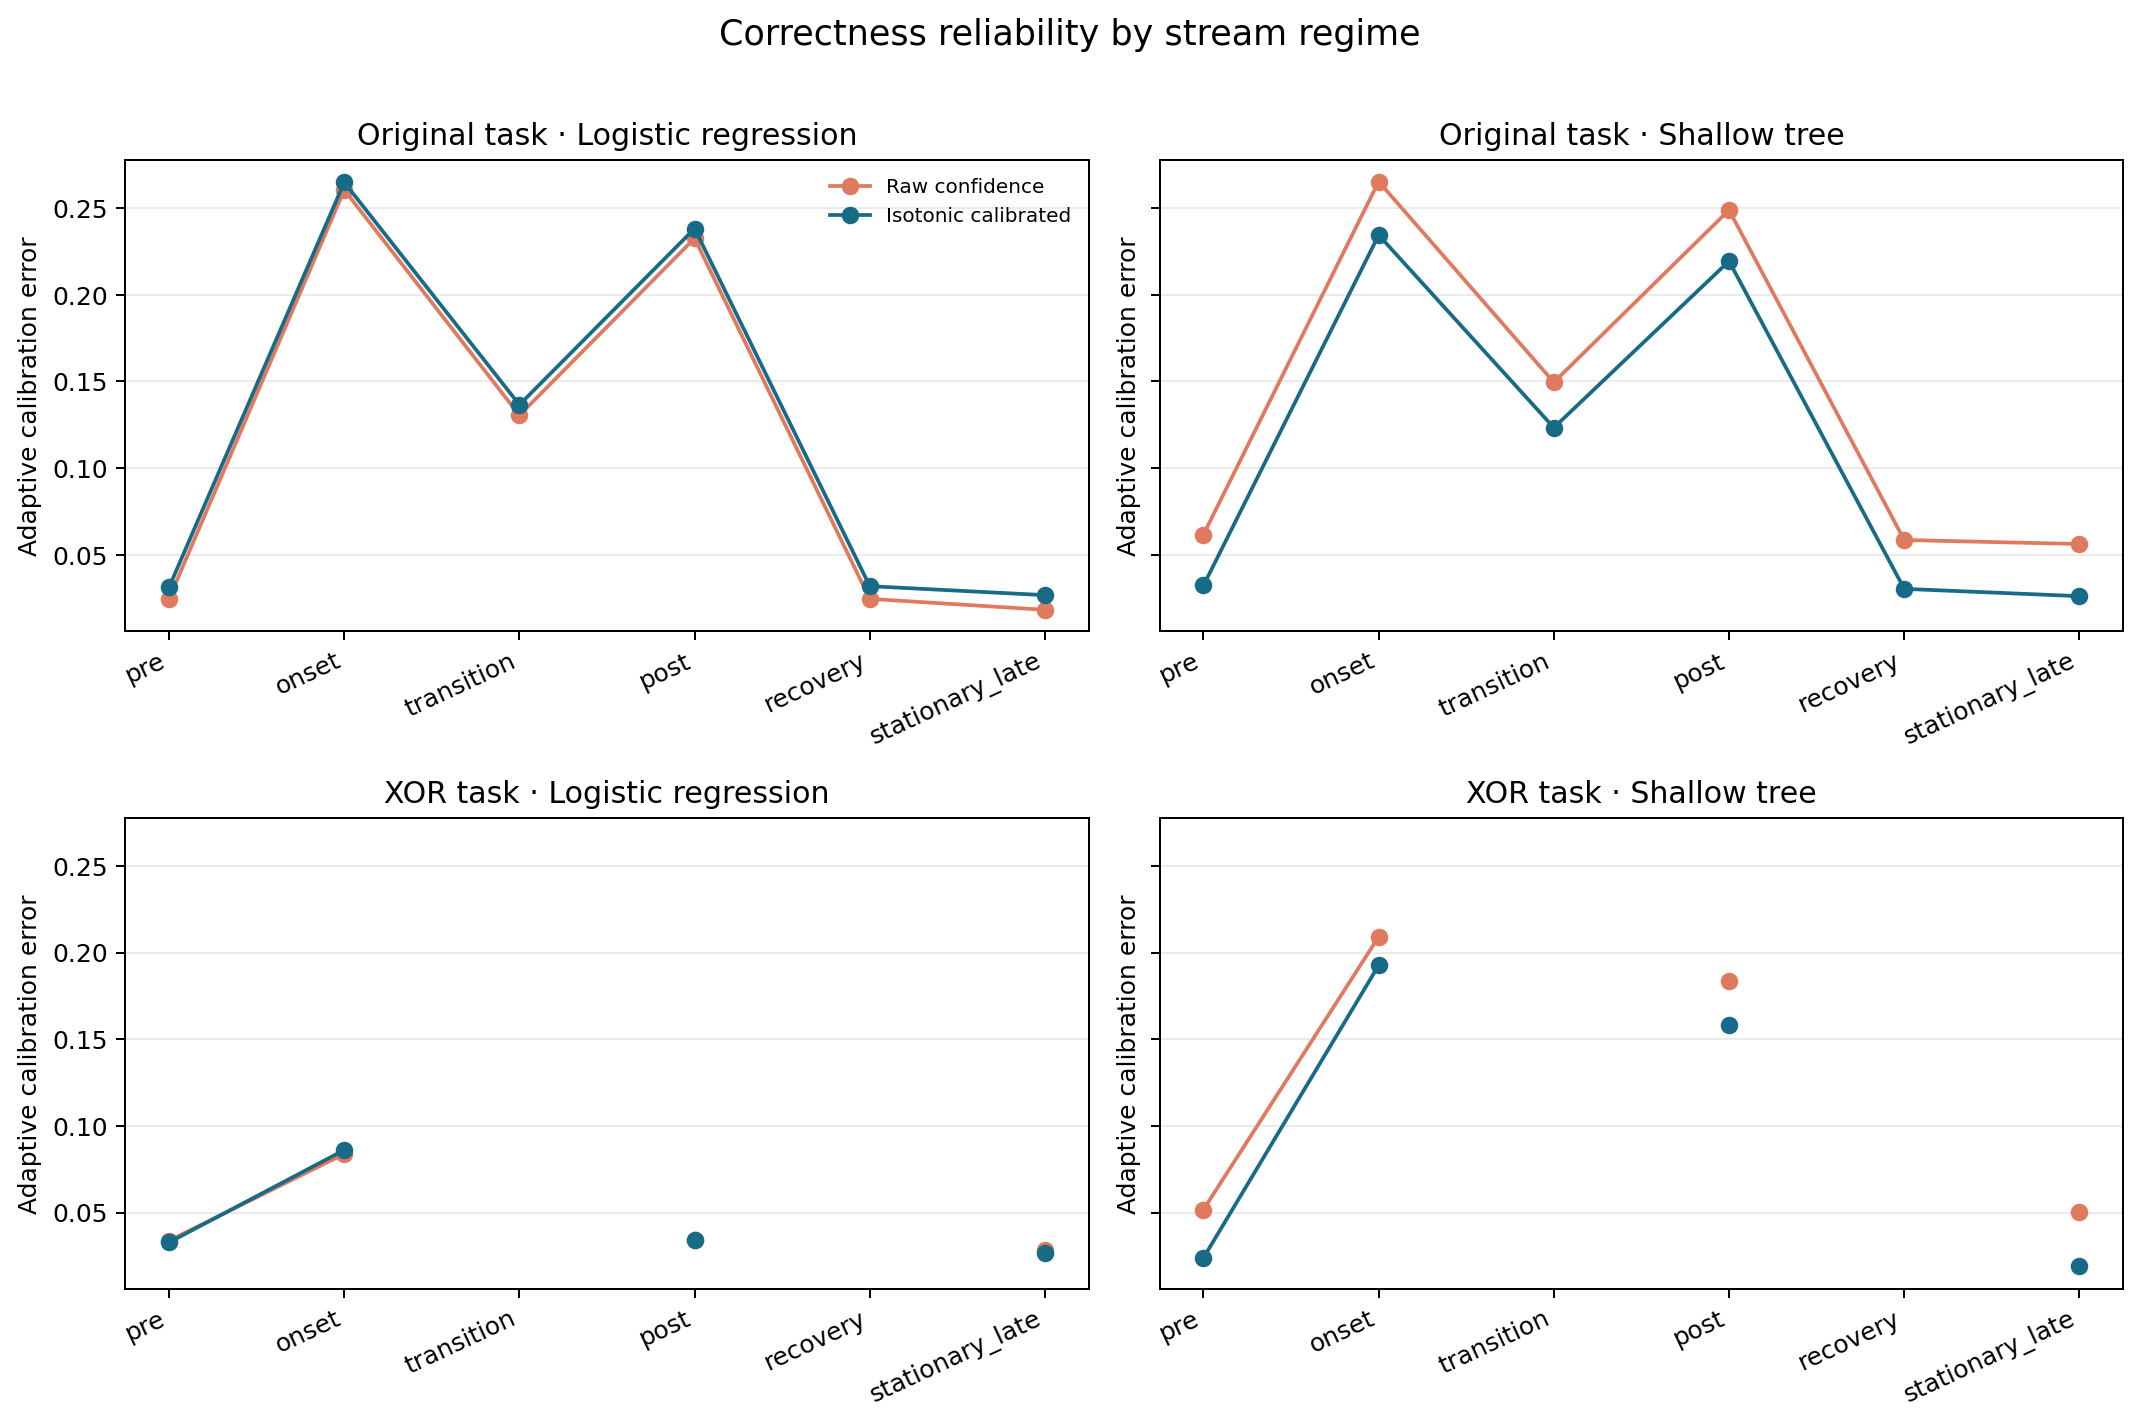 Correctness reliability by stream regime
Original task · Logistic regression
Adaptive calibration error
0.25
0.20
0.15
0.10
0.05
Raw confidence
Isotonic calibrated
pre
onset
transition
post
recovery
stationary_late
Original task · Shallow tree
Adaptive calibration error
pre
onset
transition
post
recovery
stationary_late
XOR task · Logistic regression
Adaptive calibration error
0.25
0.20
0.15
0.10
0.05
pre
onset
transition
post
recovery
stationary_late
XOR task · Shallow tree
Adaptive calibration error
pre
onset
transition
post
recovery
stationary_late